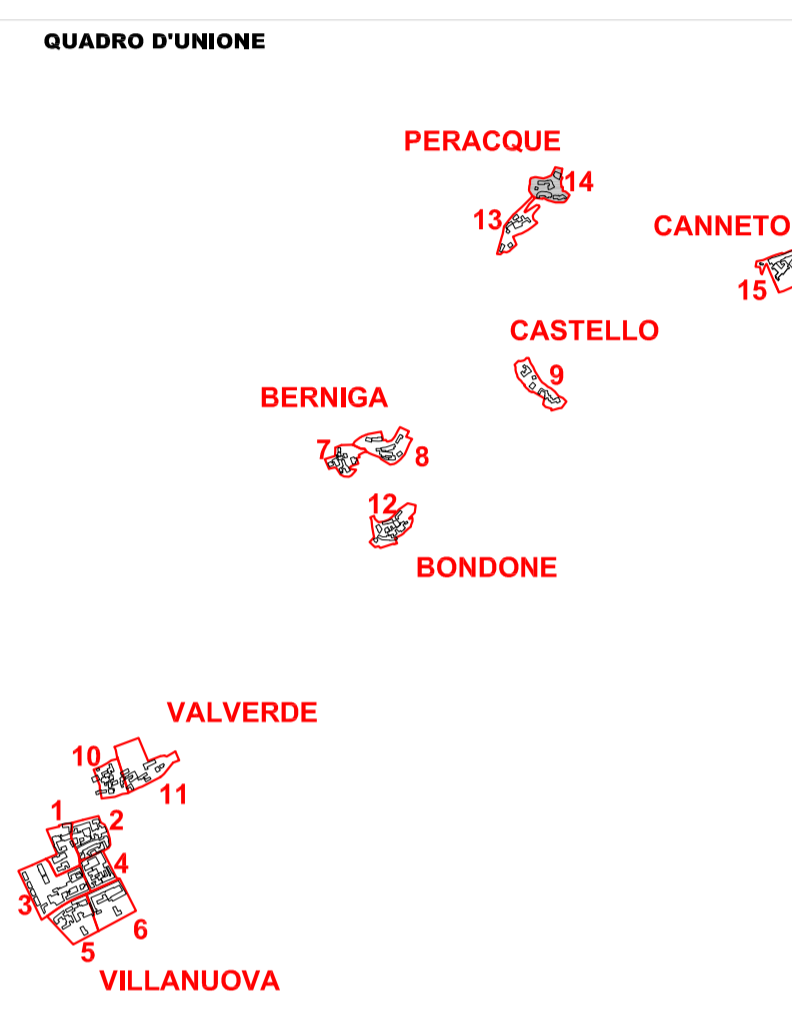 QUADRO D'UNIONE
PERACQUE
14
13
CANNETO
15
CASTELLO
9
BERNIGA
7
8
12
BONDONE
VALVERDE
10
11
1
2
4
3
6
5
VILLANUOVA